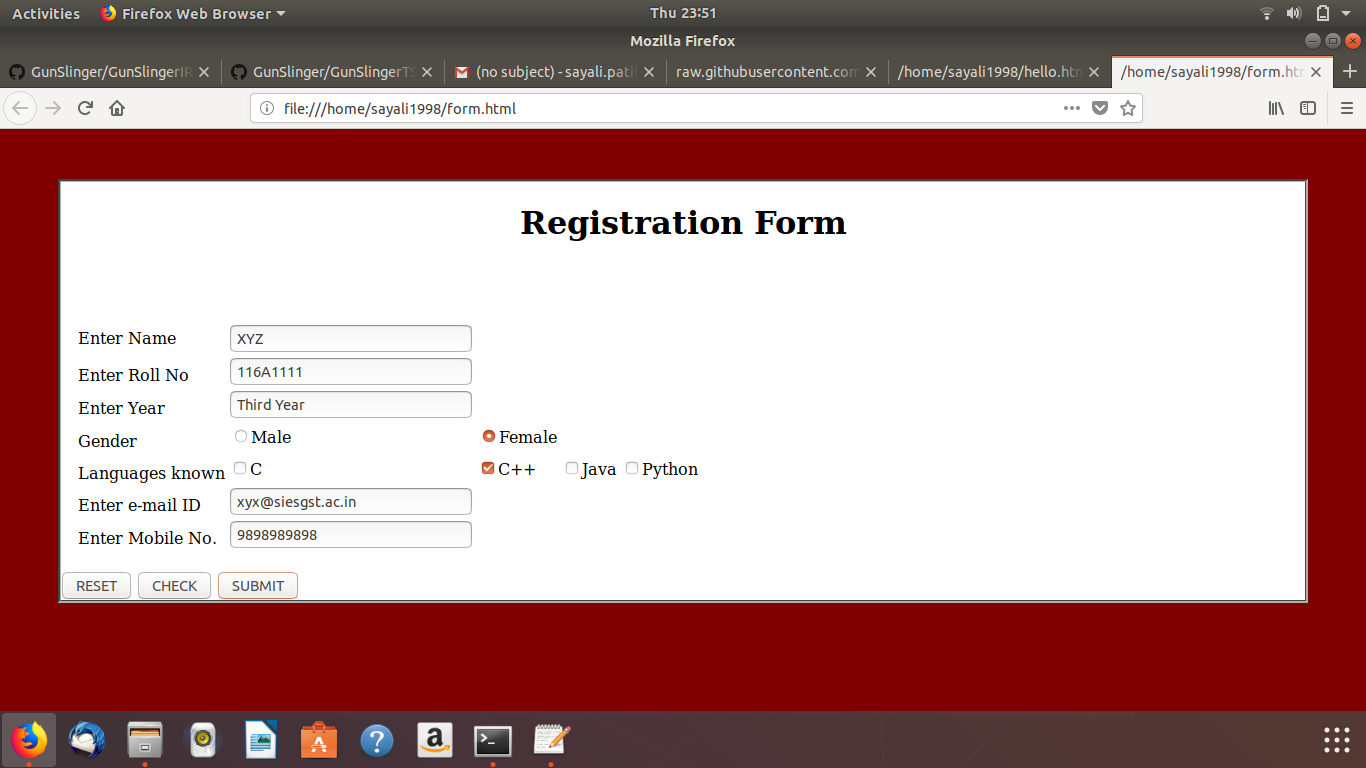 Activities Firefox Web Browser Thu 23:51
Mozilla Firefox
GunSlinger/GunSlingerIR GunSlinger/GunSlingerTS (no subject) - sayali.patil raw.githubusercontent.com /home/sayali1998/hello.htm /home/sayali1998/form.htm
file:///home/sayali1998/form.html
Registration Form
Enter Name XYZ
Enter Roll No 116A1111
Enter Year Third Year
Gender Male Female
Languages known C C++ Java Python
Enter e-mail ID xyx@siesgst.ac.in
Enter Mobile No. 9898989898
RESET CHECK SUBMIT